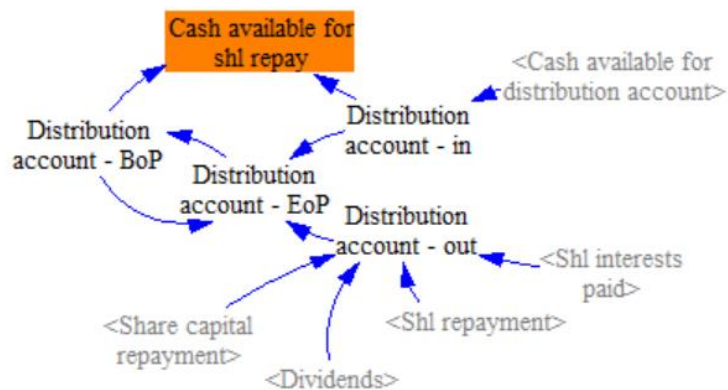 Cash available for
shl repay
<Cash available for
distribution account>
Distribution
account - in
Distribution
account - BoP
Distribution
account - EoP
Distribution
account - out
<Shl interests
paid>
<Share capital
repayment>
<Shl repayment>
<Dividends>